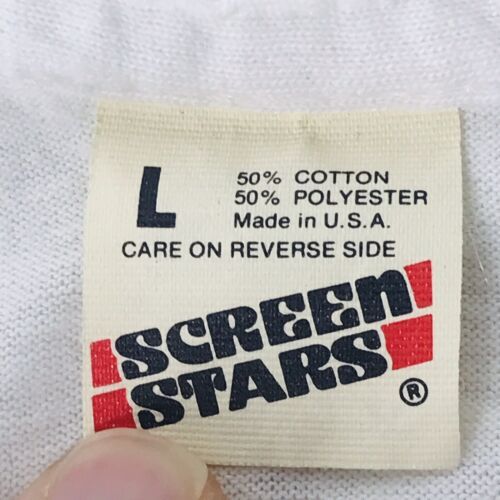 L
50% COTTON
50% POLYESTER
Made in U.S.A.
CARE ON REVERSE SIDE
SCREEN
STARS ®